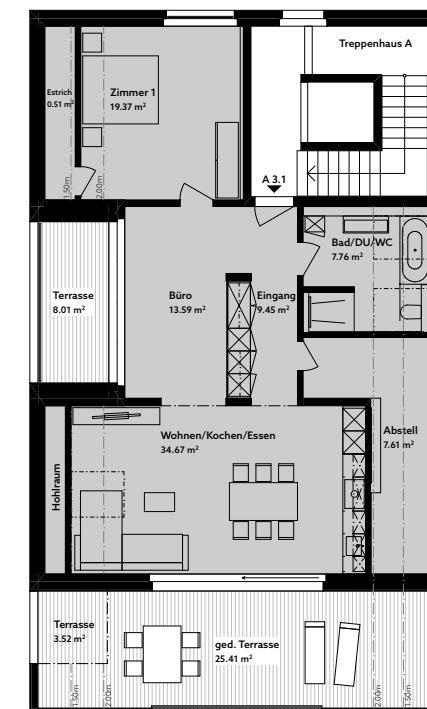 Treppenhaus A
Estrich
0.51 m²
Zimmer 1
19.37 m²
1.50m
2.00m
A 3.1
Bad/DU/WC
7.76 m²
Terrasse
8.01 m²
Büro
13.59 m²
Eingang
9.45 m²
Wohnen/Kochen/Essen
34.67 m²
Abstell
7.61 m²
Hohlraum
Terrasse
3.52 m²
ged. Terrasse
25.41 m²
1.50m
2.00m
2.00m
1.50m